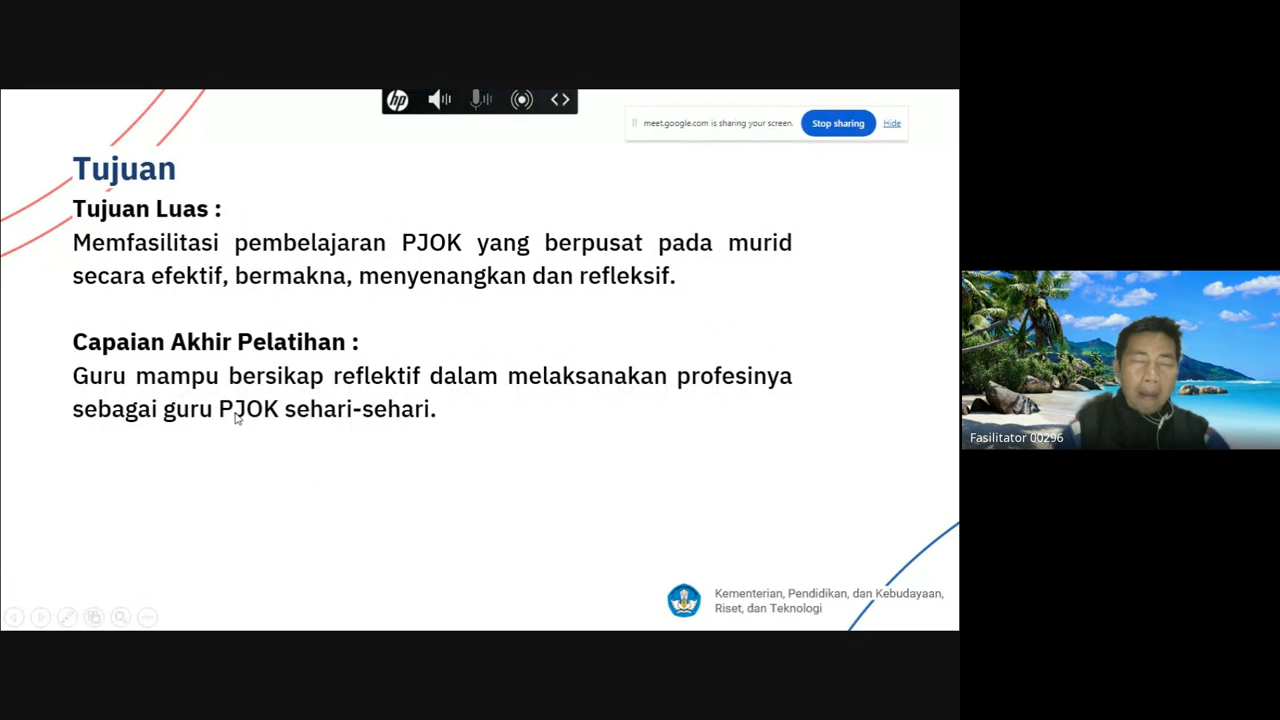 hp
meet.google.com is sharing your screen.
Stop sharing
Hide
Tujuan
Tujuan Luas :
Memfasilitasi pembelajaran PJOK yang berpusat pada murid
secara efektif, bermakna, menyenangkan dan refleksif.
Capaian Akhir Pelatihan :
Guru mampu bersikap reflektif dalam melaksanakan profesinya
sebagai guru PJOK sehari-sehari.
Fasilitator 00296
Kementerian, Pendidikan, dan Kebudayaan,
Riset, dan Teknologi